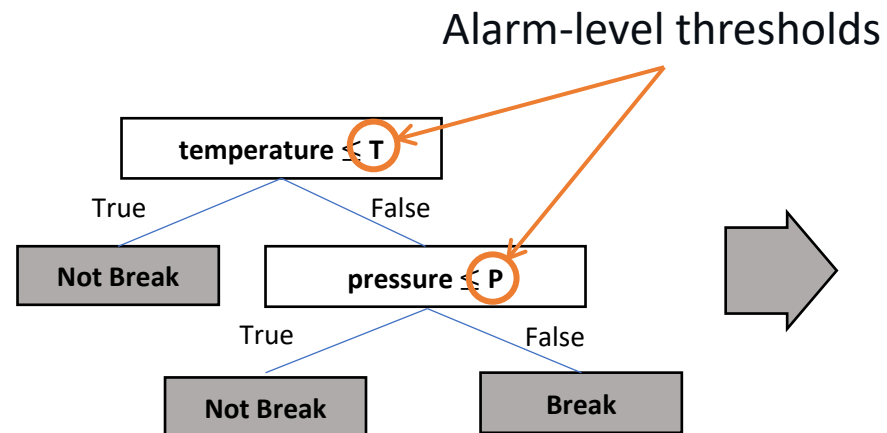 Alarm-level thresholds
temperature ≤ T
True
False
Not Break
pressure ≤ P
True
False
Not Break
Break